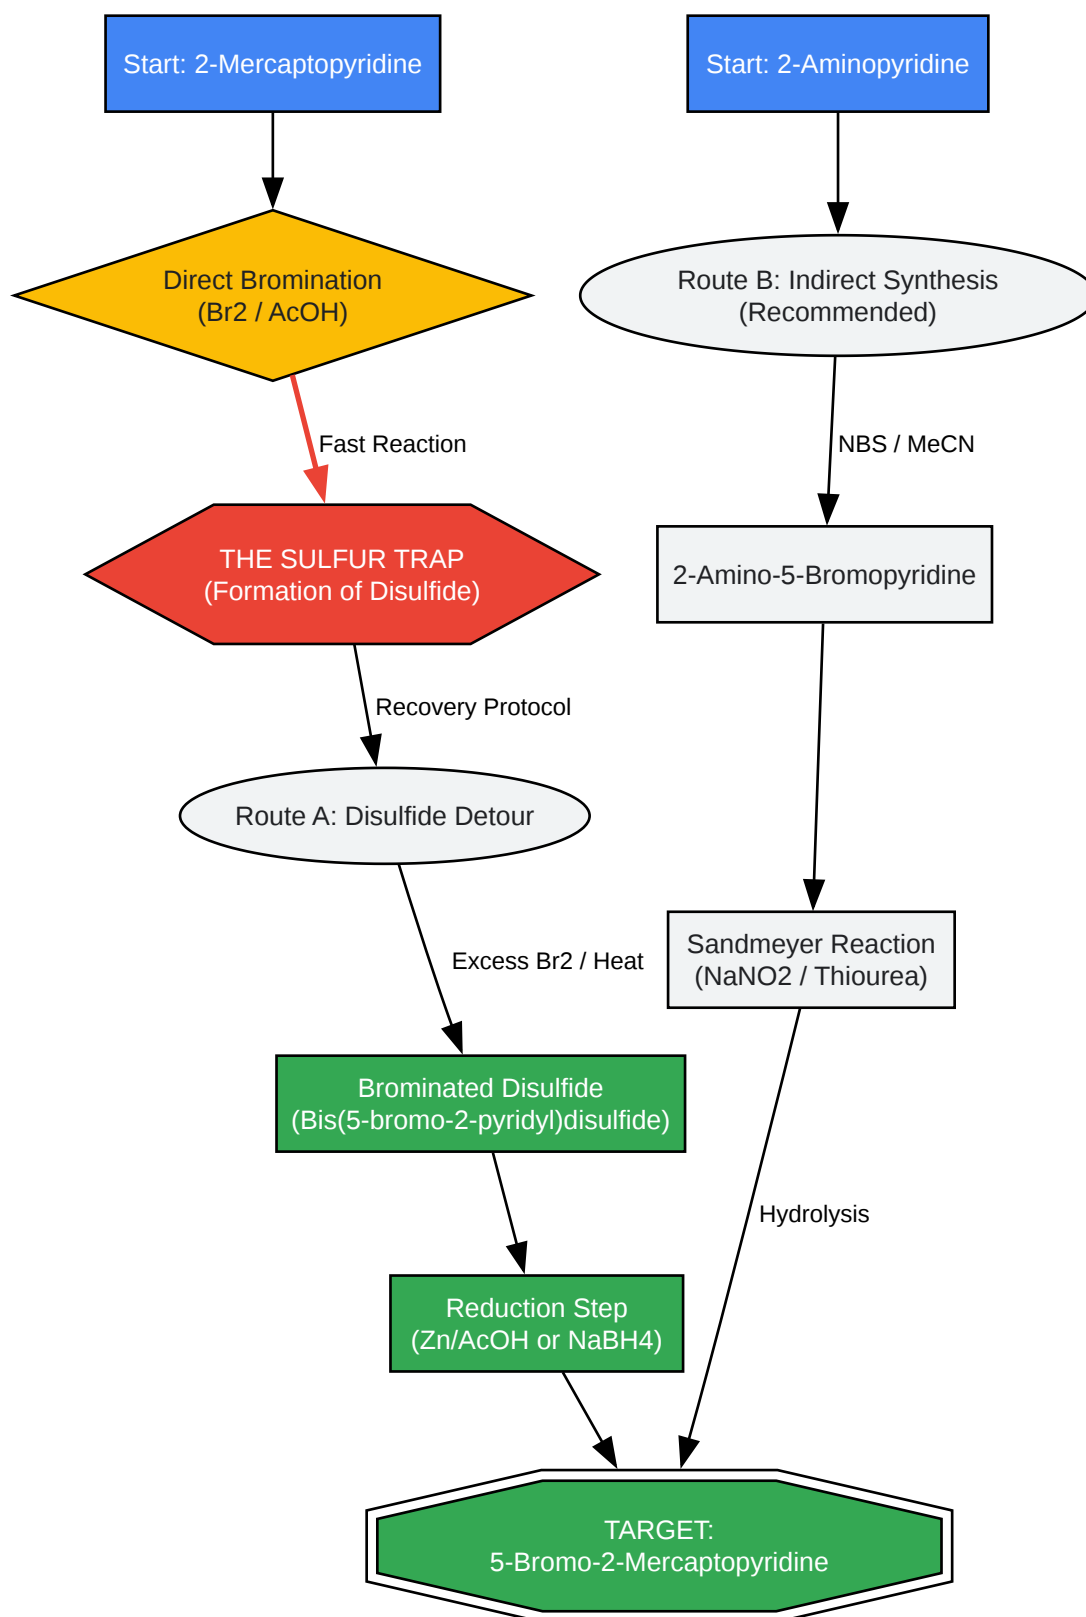 Start: 2-Mercaptopyridine
Start: 2-Aminopyridine
Direct Bromination
(Br2 / AcOH)
Route B: Indirect Synthesis
(Recommended)
Fast Reaction
NBS / MeCN
THE SULFUR TRAP
(Formation of Disulfide)
2-Amino-5-Bromopyridine
Recovery Protocol
Route A: Disulfide Detour
Excess Br2 / Heat
Sandmeyer Reaction
(NaNO2 / Thiourea)
Brominated Disulfide
(Bis(5-bromo-2-pyridyl)disulfide)
Hydrolysis
Reduction Step
(Zn/AcOH or NaBH4)
TARGET:
5-Bromo-2-Mercaptopyridine